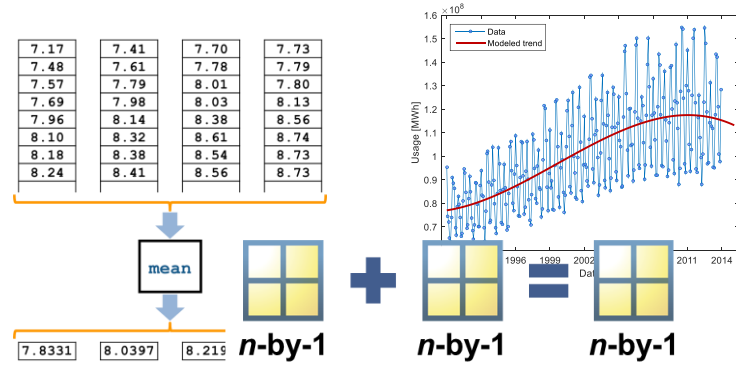 7.17 7.41 7.70 7.73
7.48 7.61 7.78 7.79
7.57 7.79 8.01 7.80
7.69 7.98 8.03 8.13
7.96 8.14 8.38 8.56
8.10 8.32 8.61 8.74
8.18 8.38 8.54 8.73
8.24 8.41 8.56 8.73
mean
7.8331 8.0397 8.219
×10⁸
1.6
1.5
1.4
1.3
1.2
1.1
1
0.9
0.8
0.7
Usage [MWh]
Data
Modeled trend
1996 1999 2002 2011 2014
Dat
n-by-1 + n-by-1 = n-by-1